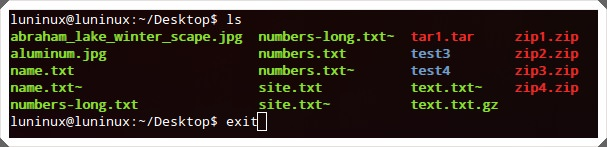 luninux@luninux:~/Desktop$ ls
abraham_lake_winter_scape.jpg numbers-long.txt~ tar1.tar zip1.zip
aluminum.jpg numbers.txt test3 zip2.zip
name.txt numbers.txt~ test4 zip3.zip
name.txt~ site.txt text.txt~ zip4.zip
numbers-long.txt site.txt~ text.txt.gz
luninux@luninux:~/Desktop$ exit